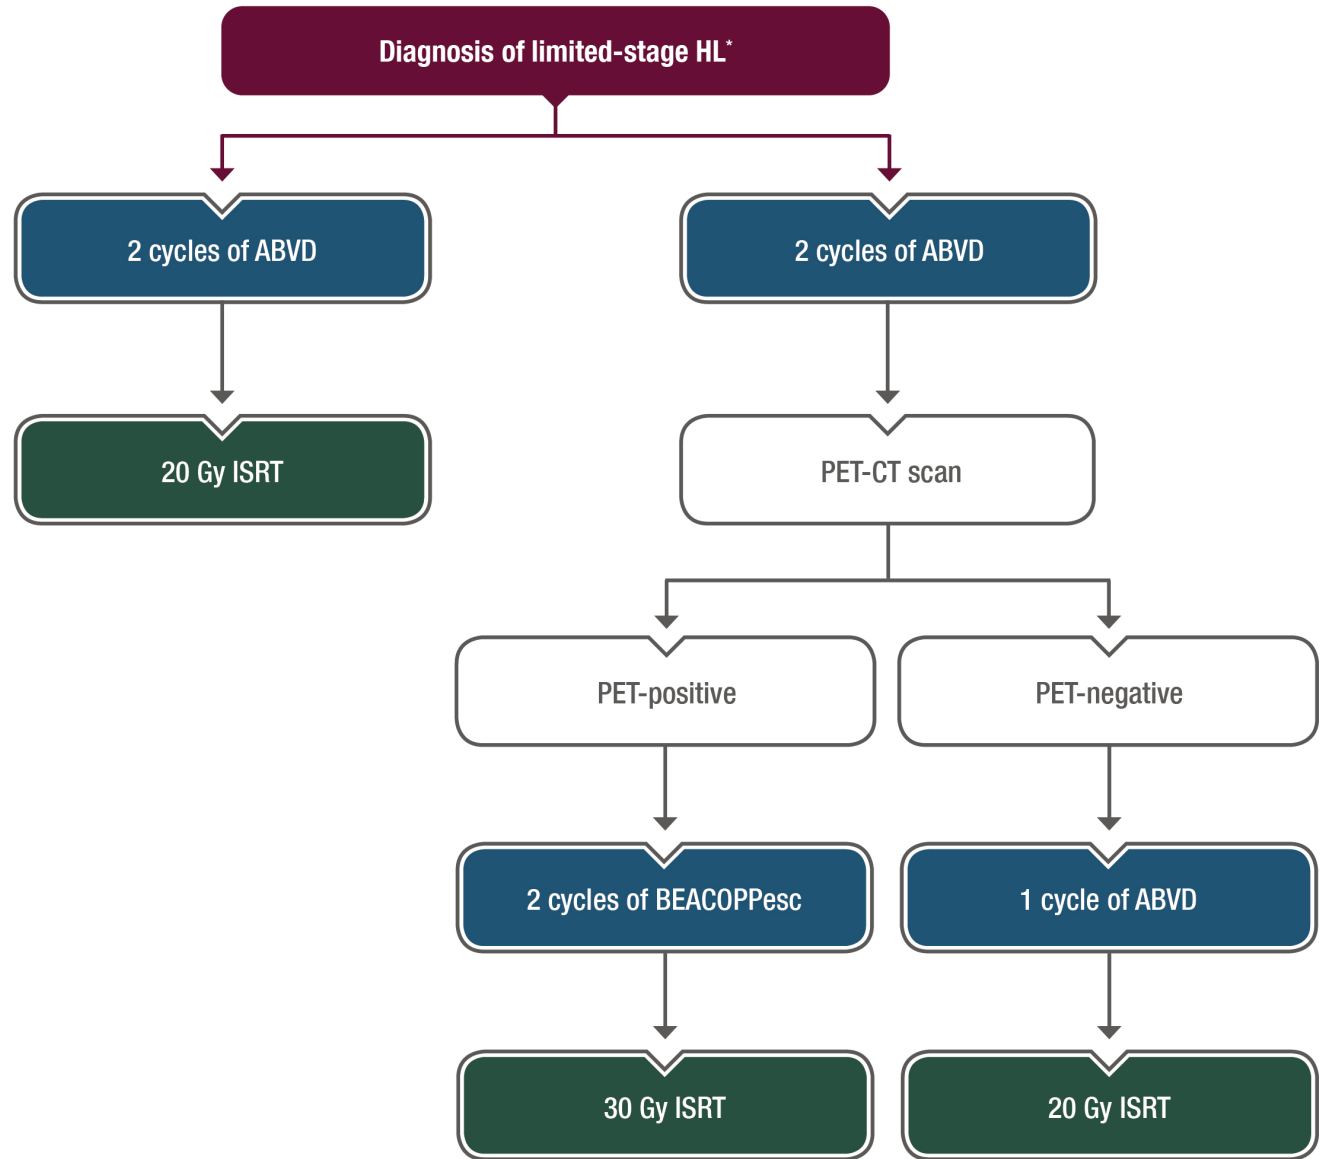 Diagnosis of limited-stage HL*
2 cycles of ABVD
2 cycles of ABVD
20 Gy ISRT
PET-CT scan
PET-positive
PET-negative
2 cycles of BEACOPPesc
1 cycle of ABVD
30 Gy ISRT
20 Gy ISRT